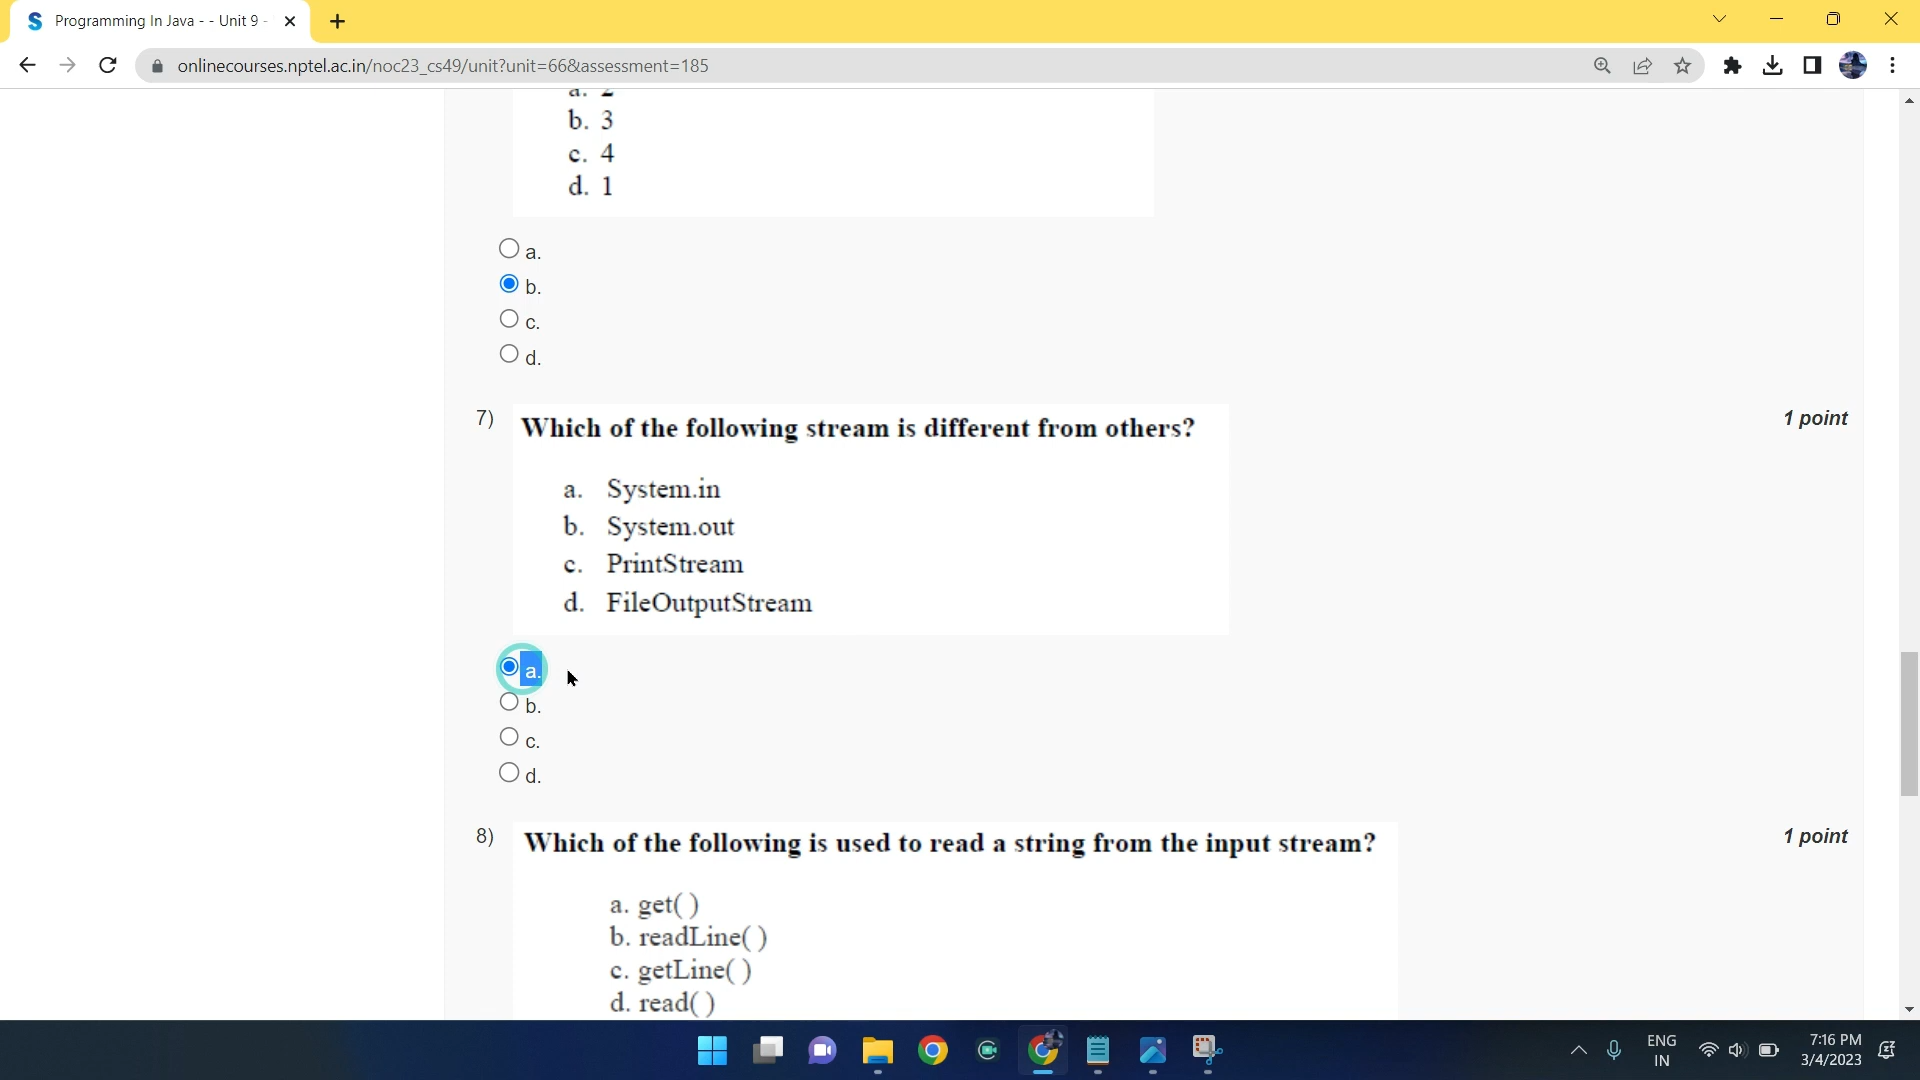 Programming In Java - - Unit 9 -
onlinecourses.nptel.ac.in/noc23_cs49/unit?unit=66&assessment=185
a. 2
b. 3
c. 4
d. 1
a.
b.
c.
d.
7)
Which of the following stream is different from others?
1 point
a. System.in
b. System.out
c. PrintStream
d. FileOutputStream
a.
b.
c.
d.
8)
Which of the following is used to read a string from the input stream?
1 point
a. get( )
b. readLine( )
c. getLine( )
d. read( )
ENG
IN
7:16 PM
3/4/2023